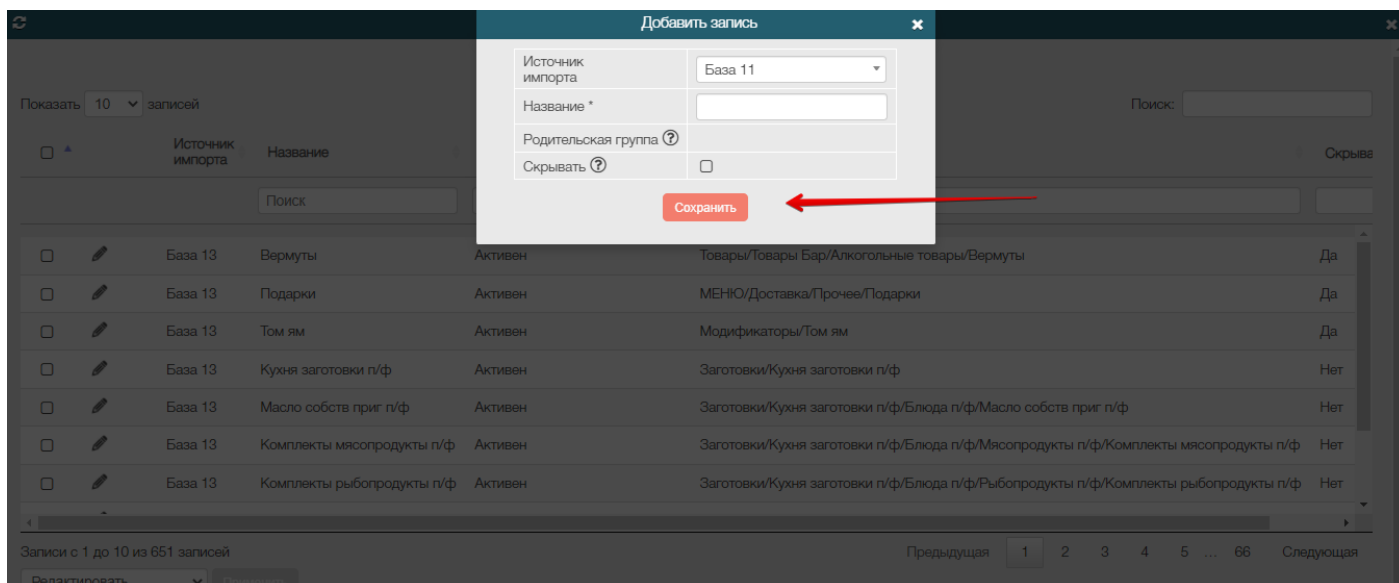 Добавить запись
Источник импорта
База 11
Название *
Родительская группа ?
Скрывать ?
Сохранить
Показать 10 записей
Поиск:
Источник импорта Название Скрыва
Поиск
База 13 Вермуты Активен Товары/Товары Бар/Алкогольные товары/Вермуты Да
База 13 Подарки Активен МЕНЮ/Доставка/Прочее/Подарки Да
База 13 Том ям Активен Модификаторы/Том ям Да
База 13 Кухня заготовки п/ф Активен Заготовки/Кухня заготовки п/ф Нет
База 13 Масло собств приг п/ф Активен Заготовки/Кухня заготовки п/ф/Блюда п/ф/Масло собств приг п/ф Нет
База 13 Комплекты мясопродукты п/ф Активен Заготовки/Кухня заготовки п/ф/Блюда п/ф/Мясопродукты п/ф/Комплекты мясопродукты п/ф Нет
База 13 Комплекты рыбопродукты п/ф Активен Заготовки/Кухня заготовки п/ф/Блюда п/ф/Рыбопродукты п/ф/Комплекты рыбопродукты п/ф Нет
Записи с 1 до 10 из 651 записей
Предыдущая 1 2 3 4 5 ... 66 Следующая
Редактировать